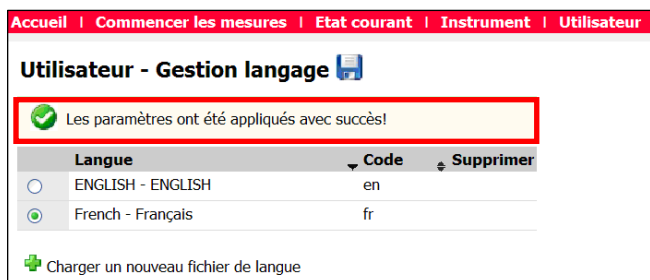 Accueil | Commencer les mesures | Etat courant | Instrument | Utilisateur
Utilisateur - Gestion langage
Les paramètres ont été appliqués avec succès!
Langue Code Supprimer
ENGLISH - ENGLISH en
French - Français fr
Charger un nouveau fichier de langue